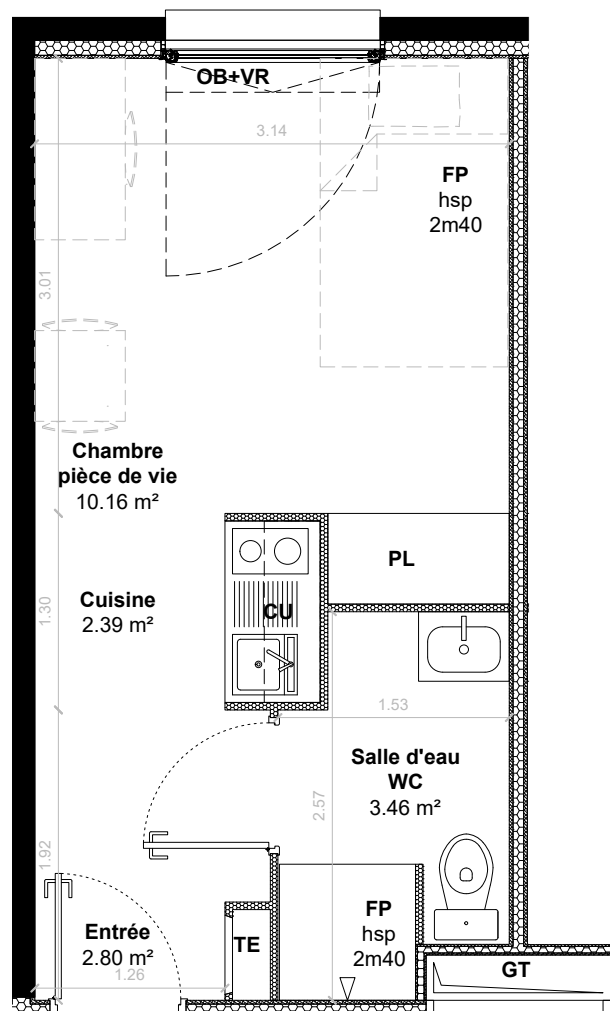 OB+VR
3.14
FP
hsp
2m40
3.01
Chambre
pièce de vie
10.16 m²
PL
Cuisine
2.39 m²
CU
1.30
1.53
Salle d'eau
WC
3.46 m²
2.57
1.92
Entrée
2.80 m²
1.26
TE
FP
hsp
2m40
GT